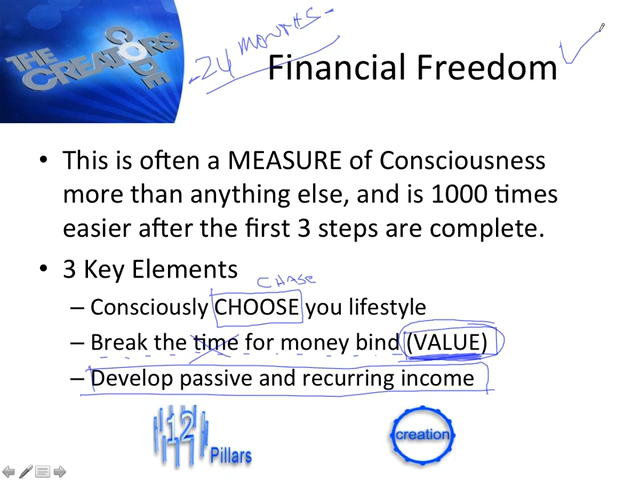 THE CREATORS CODE
-24 MONTHS-
Financial Freedom
• This is often a MEASURE of Consciousness
more than anything else, and is 1000 times
easier after the first 3 steps are complete.
• 3 Key Elements
CHASE
– Consciously CHOOSE you lifestyle
– Break the time for money bind (VALUE)
– Develop passive and recurring income
12 Pillars
creation